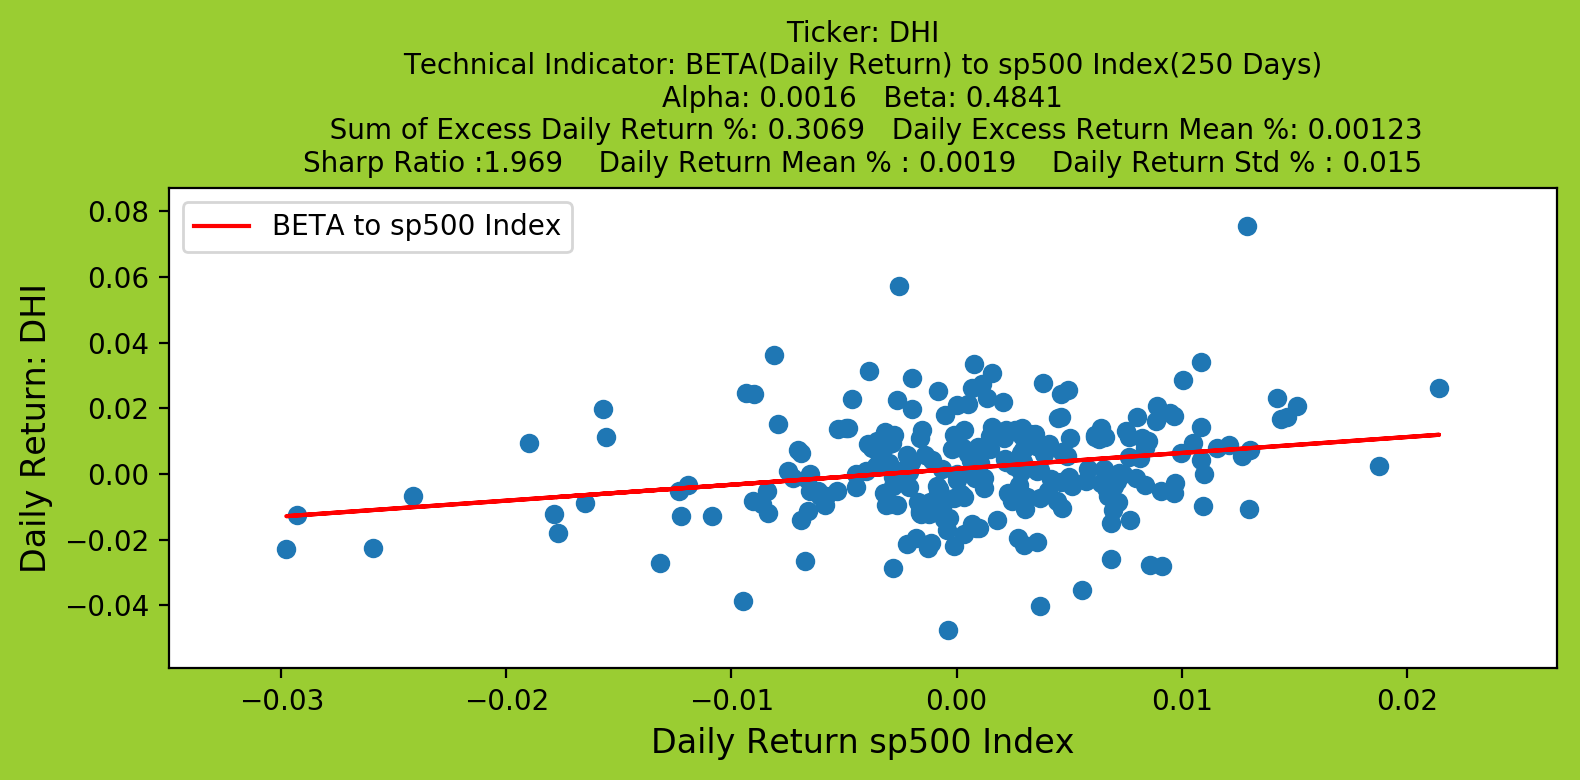 Ticker: DHI
Technical Indicator: BETA(Daily Return) to sp500 Index(250 Days)
Alpha: 0.0016 Beta: 0.4841
Sum of Excess Daily Return %: 0.3069 Daily Excess Return Mean %: 0.00123
Sharp Ratio :1.969 Daily Return Mean % : 0.0019 Daily Return Std % : 0.015
BETA to sp500 Index
Daily Return: DHI
0.08
0.06
0.04
0.02
0.00
−0.02
−0.04
−0.03 −0.02 −0.01 0.00 0.01 0.02
Daily Return sp500 Index